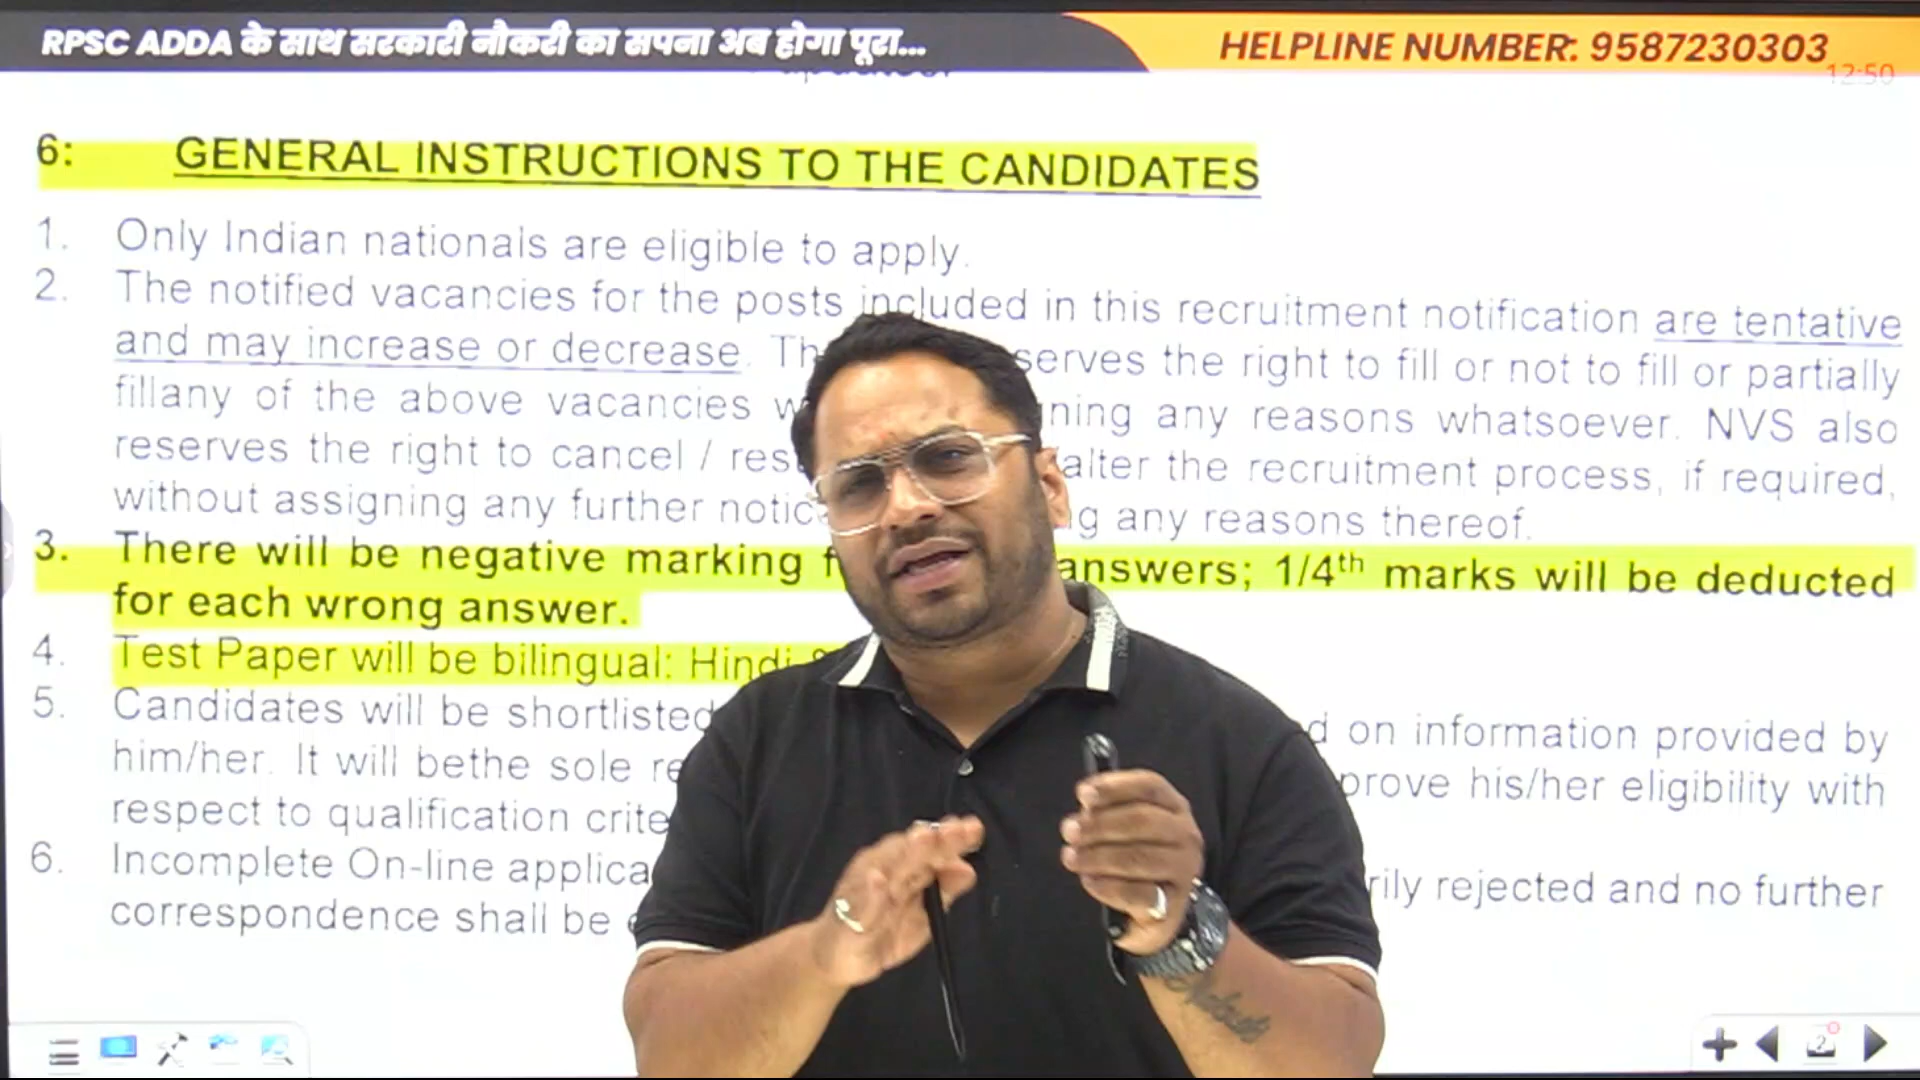 RPSC ADDA के साथ सरकारी नौकरी का सपना अब होगा पूरा...
HELPLINE NUMBER: 9587230303
12:50
6: GENERAL INSTRUCTIONS TO THE CANDIDATES
1. Only Indian nationals are eligible to apply.
2. The notified vacancies for the posts included in this recruitment notification are tentative
and may increase or decrease. serves the right to fill or not to fill or partially
fillany of the above vacancies ning any reasons whatsoever. NVS also
reserves the right to cancel / res alter the recruitment process, if required,
without assigning any further notic g any reasons thereof.
3. There will be negative marking f answers; 1/4th marks will be deducted
for each wrong answer.
4. Test Paper will be bilingual: Hindi
5. Candidates will be shortlisted d on information provided by
him/her. It will bethe sole re prove his/her eligibility with
respect to qualification crite
6. Incomplete On-line applica rily rejected and no further
correspondence shall be
2